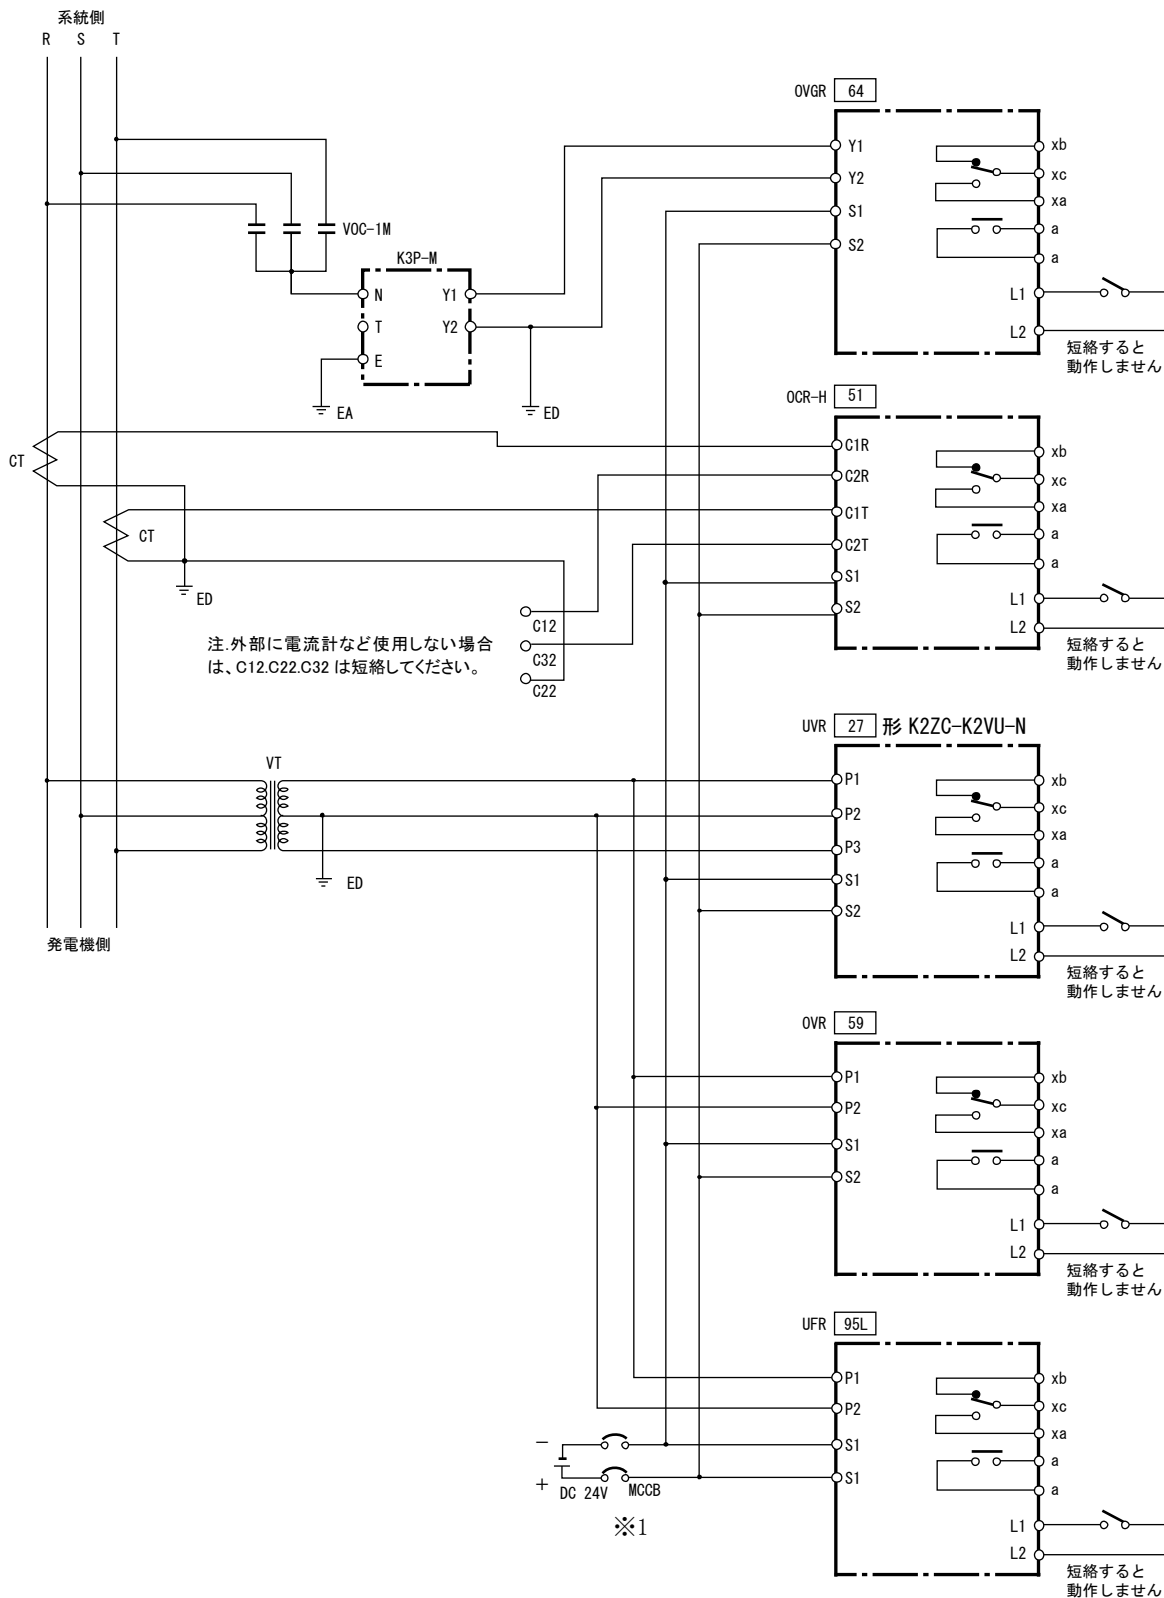 系統側
R S T
OVGR 64
Y1
Y2
S1
S2
xb
xc
xa
a
a
L1
L2
短絡すると
動作しません
VOC-1M
K3P-M
N
T
E
Y1
Y2
EA
ED
OCR-H 51
C1R
C2R
C1T
C2T
S1
S2
xb
xc
xa
a
a
L1
L2
短絡すると
動作しません
CT
CT
ED
C12
C32
C22
注.外部に電流計など使用しない場合
は、C12.C22.C32 は短絡してください。
UVR 27 形 K2ZC-K2VU-N
P1
P2
P3
S1
S2
xb
xc
xa
a
a
L1
L2
短絡すると
動作しません
VT
ED
発電機側
OVR 59
P1
P2
S1
S2
xb
xc
xa
a
a
L1
L2
短絡すると
動作しません
UFR 95L
P1
P2
S1
S1
xb
xc
xa
a
a
L1
L2
短絡すると
動作しません
−
+
DC 24V MCCB
※1